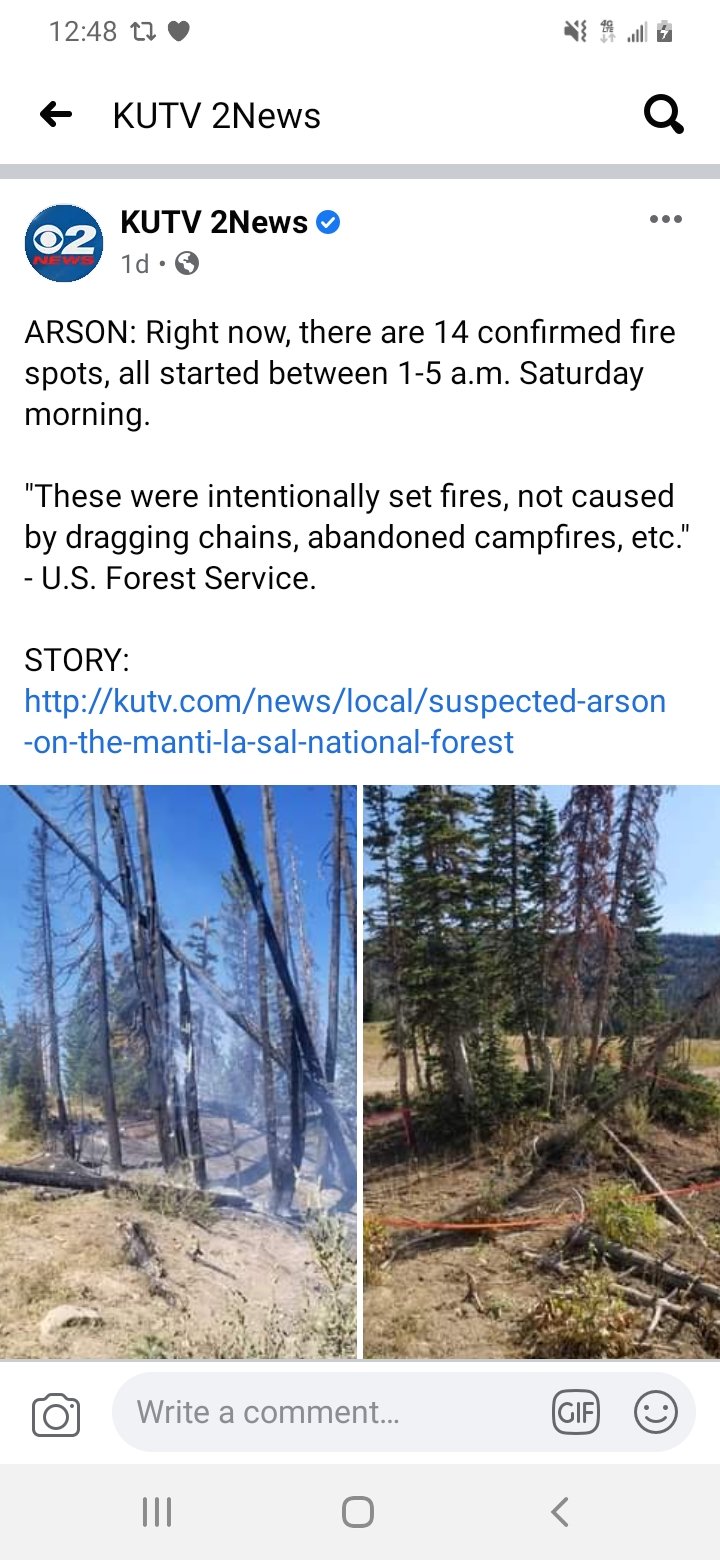 12:48
4G LTE
KUTV 2News
2 NEWS
KUTV 2News
1d
ARSON: Right now, there are 14 confirmed fire
spots, all started between 1-5 a.m. Saturday
morning.
"These were intentionally set fires, not caused
by dragging chains, abandoned campfires, etc."
- U.S. Forest Service.
STORY:
http://kutv.com/news/local/suspected-arson
-on-the-manti-la-sal-national-forest
Write a comment...
GIF